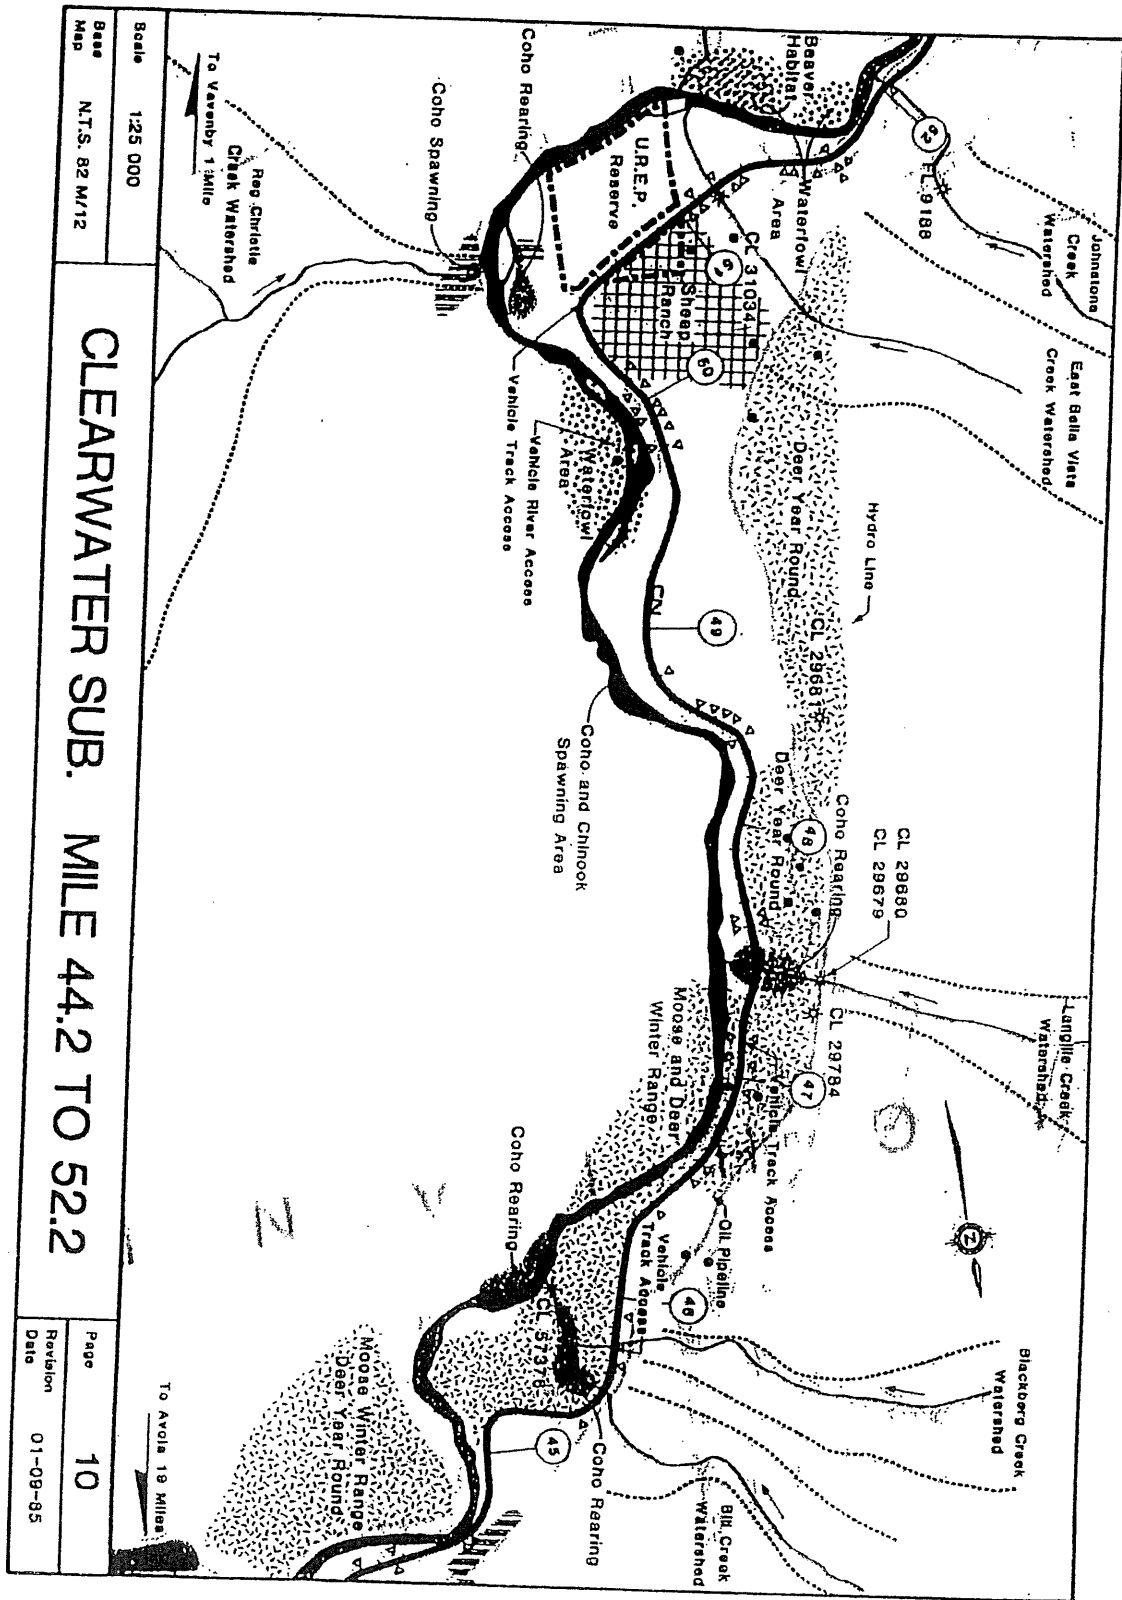 Johnstone
Creek
Watershed
East Bella Vista
Creek Watershed
Langille Creek
Watershed
Blackberg Creek
Watershed
Bill Creek
Watershed
Beaver
Habitat
52
FL 9188
Waterfowl
Area
CL 31034
51
Hydro Line
Deer Year Round
CL 29681
CL 29680
CL 29679
Coho Rearing
48
Deer Year Round
CL 29784
47
Vehicle Track Access
Oil Pipeline
U.R.E.P.
Reserve
Sheep
Ranch
50
CN
49
Moose and Deer
Winter Range
Vehicle
Track Access
46
Coho Rearing
Coho Spawning
Vehicle Track Access
Vehicle River Access
Waterfowl
Area
Coho and Chinook
Spawning Area
Coho Rearing
CL 57378
Coho Rearing
45
Reg Christie
Creek Watershed
To Vavenby 11 Mile
Moose Winter Range
Deer Year Round
To Avola 19 Miles
N
Scale 1:25 000
Base
Map N.T.S. 82 M/12
CLEARWATER SUB. MILE 44.2 TO 52.2
Page 10
Revision
Date 01-09-85